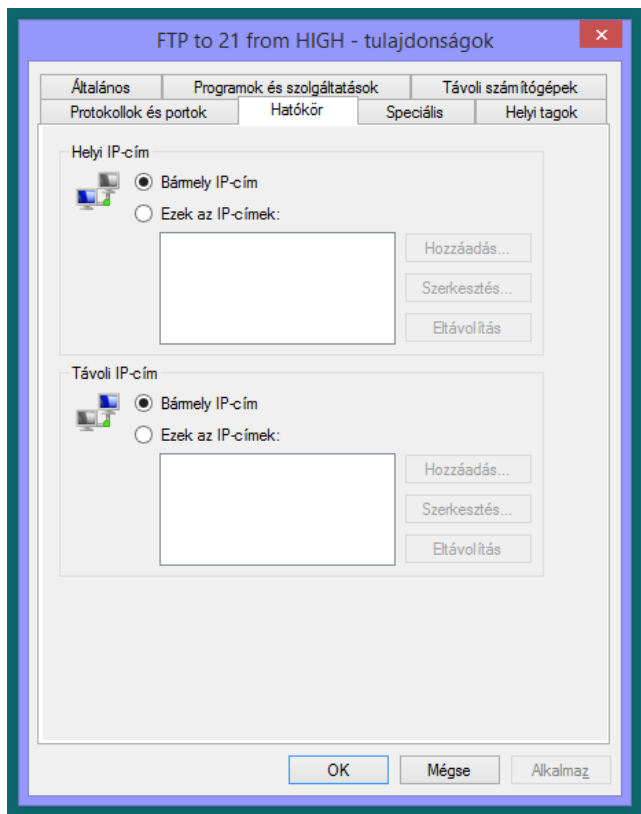 FTP to 21 from HIGH - tulajdonságok
Általános Programok és szolgáltatások Távoli számítógépek
Protokollok és portok Hatókör Speciális Helyi tagok
Helyi IP-cím
Bármely IP-cím
Ezek az IP-címek:
Hozzáadás...
Szerkesztés...
Eltávolítás
Távoli IP-cím
Bármely IP-cím
Ezek az IP-címek:
Hozzáadás...
Szerkesztés...
Eltávolítás
OK Mégse Alkalmaz